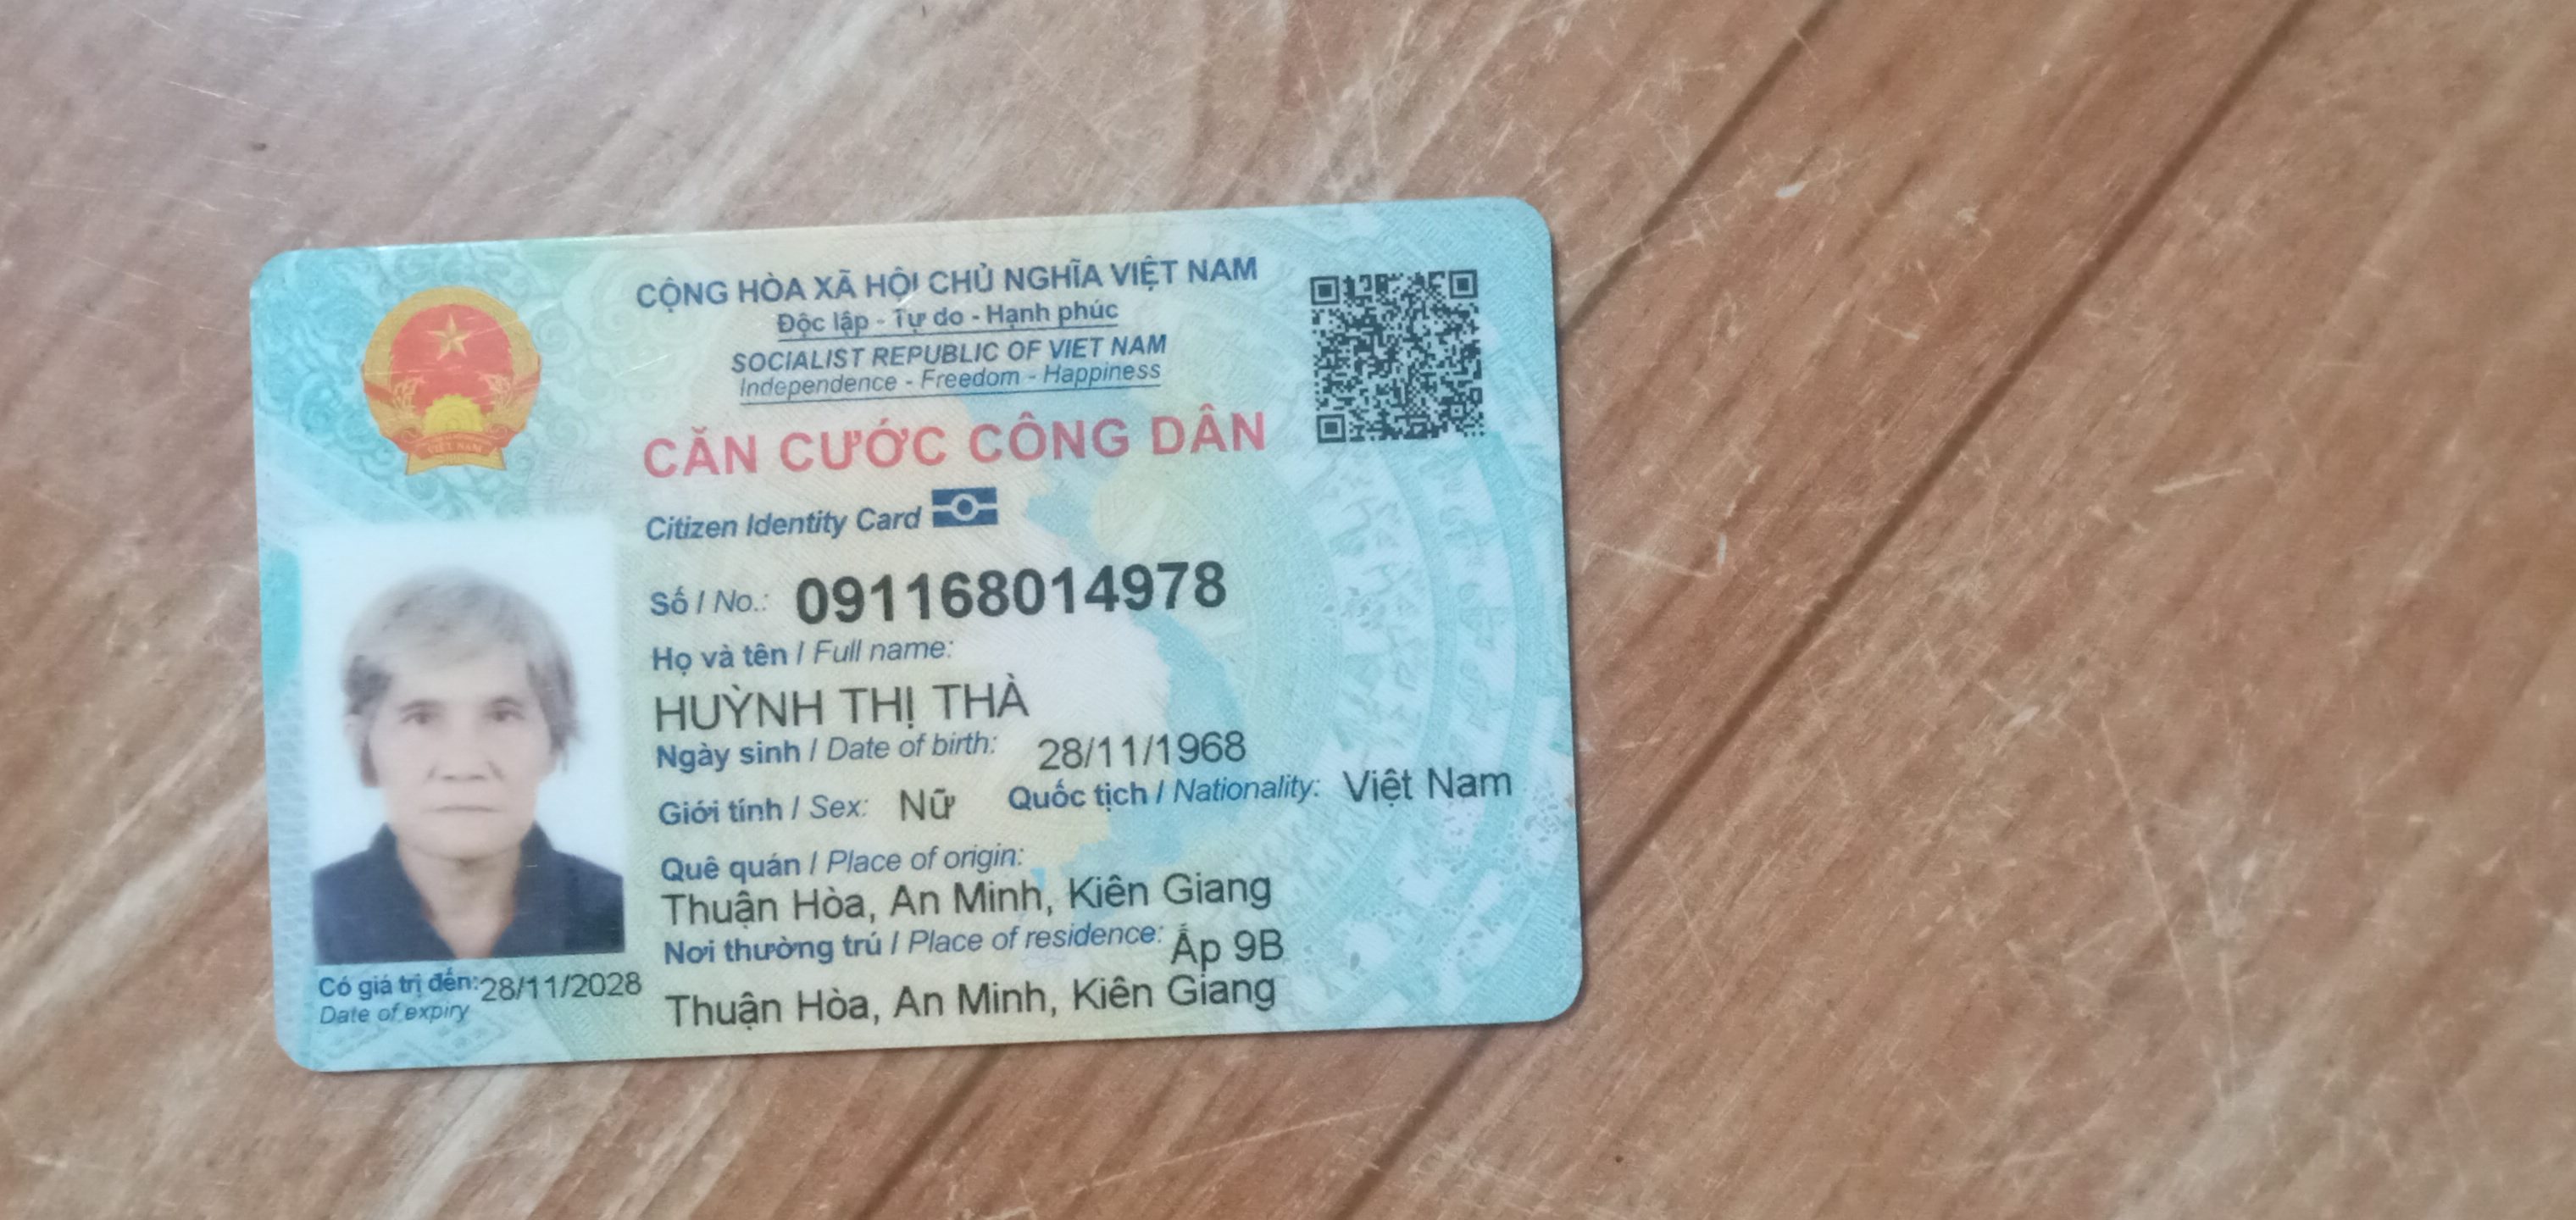 CỘNG HÒA XÃ HỘI CHỦ NGHĨA VIỆT NAM
Độc lập - Tự do - Hạnh phúc
SOCIALIST REPUBLIC OF VIET NAM
Independence - Freedom - Happiness
CĂN CƯỚC CÔNG DÂN
Citizen Identity Card
Số / No.: 091168014978
Họ và tên / Full name:
HUỲNH THỊ THÀ
Ngày sinh / Date of birth: 28/11/1968
Giới tính / Sex: Nữ Quốc tịch / Nationality: Việt Nam
Quê quán / Place of origin:
Thuận Hòa, An Minh, Kiên Giang
Nơi thường trú / Place of residence: Ấp 9B
Thuận Hòa, An Minh, Kiên Giang
Có giá trị đến: 28/11/2028
Date of expiry
VIỆT NAM